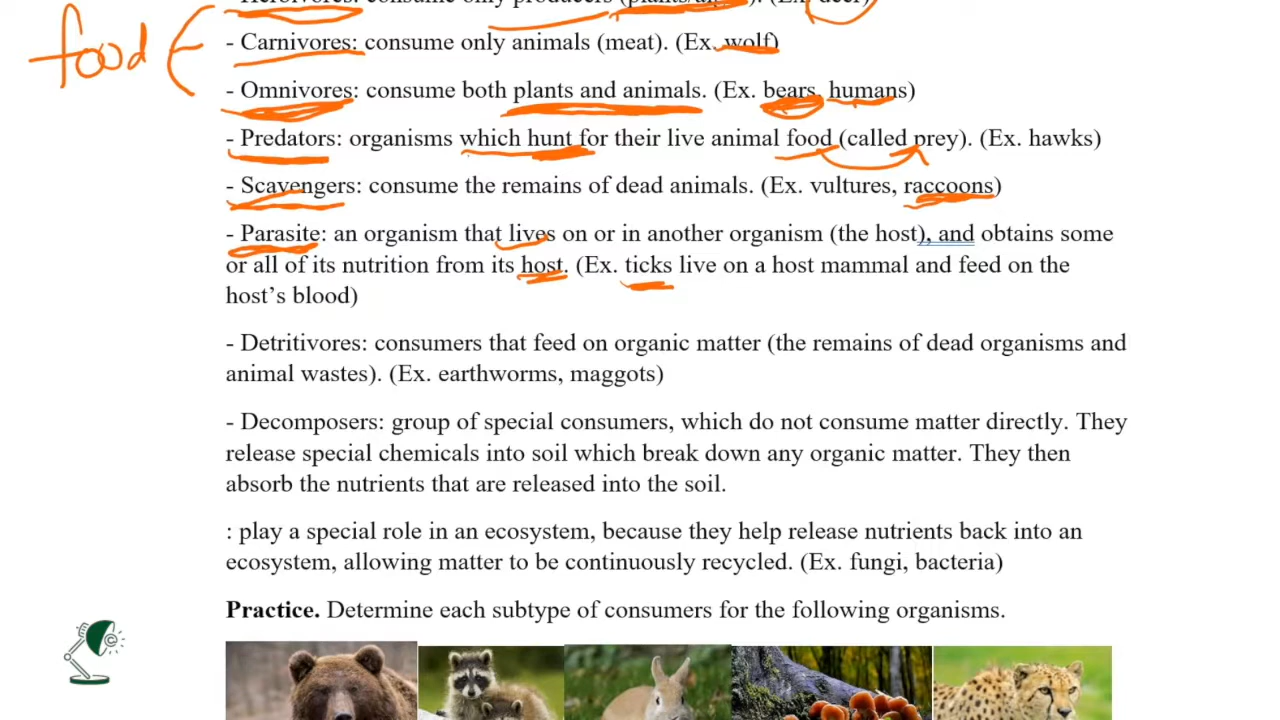 - Herbivores: consume only producers (plants/algae). (Ex. deer)
food
- Carnivores: consume only animals (meat). (Ex. wolf)
- Omnivores: consume both plants and animals. (Ex. bears, humans)
- Predators: organisms which hunt for their live animal food (called prey). (Ex. hawks)
- Scavengers: consume the remains of dead animals. (Ex. vultures, raccoons)
- Parasite: an organism that lives on or in another organism (the host), and obtains some
or all of its nutrition from its host. (Ex. ticks live on a host mammal and feed on the
host's blood)
- Detritivores: consumers that feed on organic matter (the remains of dead organisms and
animal wastes). (Ex. earthworms, maggots)
- Decomposers: group of special consumers, which do not consume matter directly. They
release special chemicals into soil which break down any organic matter. They then
absorb the nutrients that are released into the soil.
: play a special role in an ecosystem, because they help release nutrients back into an
ecosystem, allowing matter to be continuously recycled. (Ex. fungi, bacteria)
Practice. Determine each subtype of consumers for the following organisms.